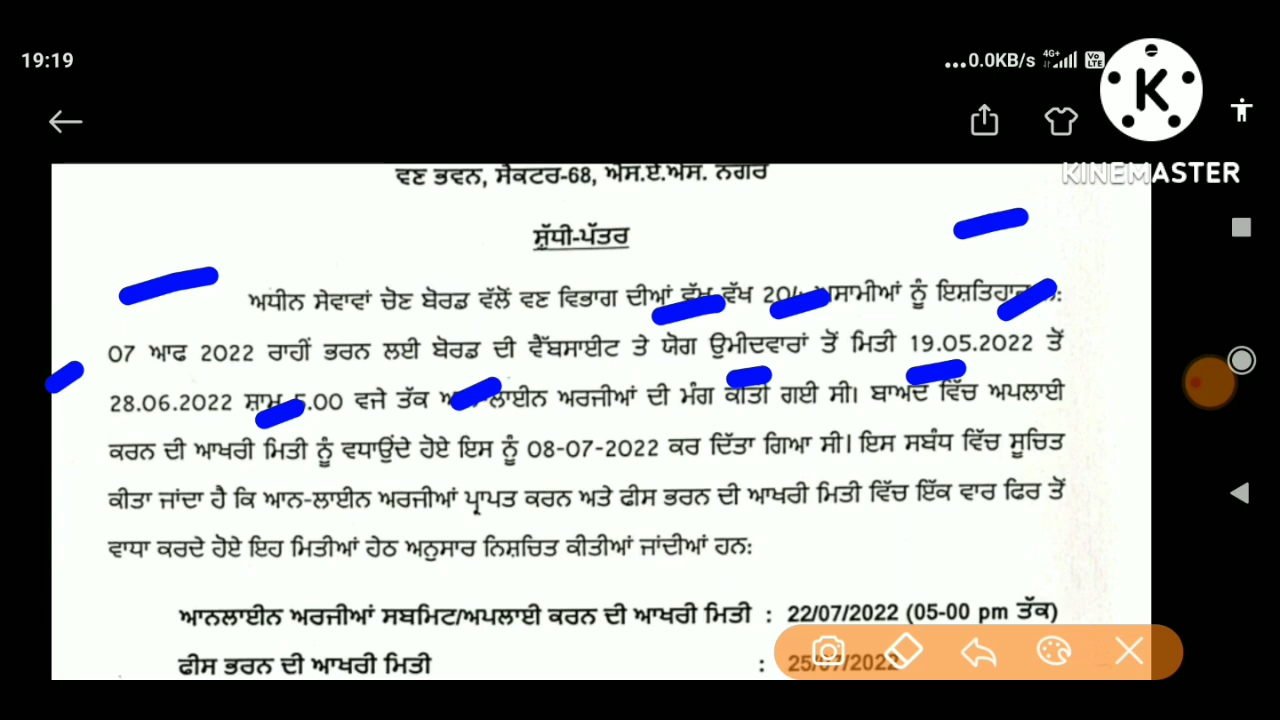 19:19
...0.0KB/s 4G+ Vo LTE
K
KINEMASTER
ਵਣ ਭਵਨ, ਸੈਕਟਰ-68, ਐਸ.ਏ.ਐਸ. ਨਗਰ
ਸ਼ੁੱਧੀ-ਪੱਤਰ
ਅਧੀਨ ਸੇਵਾਵਾਂ ਚੋਣ ਬੋਰਡ ਵੱਲੋਂ ਵਣ ਵਿਭਾਗ ਦੀਆਂ ਵੱਖ ਵੱਖ ਅਸਾਮੀਆਂ ਨੂੰ
07 ਆਫ 2022 ਰਾਹੀਂ ਭਰਨ ਲਈ ਬੋਰਡ ਦੀ ਵੈੱਬਸਾਈਟ ਤੇ ਯੋਗ ਉਮੀਦਵਾਰਾਂ ਤੋਂ ਮਿਤੀ 19.05.2022 ਤੋਂ
28.06.2022 ਸ਼ਾਮ 5.00 ਵਜੇ ਤੱਕ ਅਰਜੀਆਂ ਦੀ ਮੰਗ ਕੀਤੀ ਗਈ ਸੀ। ਬਾਅਦ ਵਿੱਚ ਅਪਲਾਈ
ਕਰਨ ਦੀ ਆਖਰੀ ਮਿਤੀ ਨੂੰ ਵਧਾਉਂਦੇ ਹੋਏ ਇਸ ਨੂੰ 08-07-2022 ਕਰ ਦਿੱਤਾ ਗਿਆ ਸੀ। ਇਸ ਸਬੰਧ ਵਿੱਚ ਸੂਚਿਤ
ਕੀਤਾ ਜਾਂਦਾ ਹੈ ਕਿ ਆਨ-ਲਾਈਨ ਅਰਜੀਆਂ ਪ੍ਰਾਪਤ ਕਰਨ ਅਤੇ ਫੀਸ ਭਰਨ ਦੀ ਆਖਰੀ ਮਿਤੀ ਵਿੱਚ ਇੱਕ ਵਾਰ ਫਿਰ ਤੋਂ
ਵਾਧਾ ਕਰਦੇ ਹੋਏ ਇਹ ਮਿਤੀਆਂ ਹੇਠ ਅਨੁਸਾਰ ਨਿਸ਼ਚਿਤ ਕੀਤੀਆਂ ਜਾਂਦੀਆਂ ਹਨ:
ਆਨਲਾਈਨ ਅਰਜੀਆਂ ਸਬਮਿਟ/ਅਪਲਾਈ ਕਰਨ ਦੀ ਆਖਰੀ ਮਿਤੀ : 22/07/2022 (05-00 pm ਤੱਕ)
ਫੀਸ ਭਰਨ ਦੀ ਆਖਰੀ ਮਿਤੀ : 25/07/2022